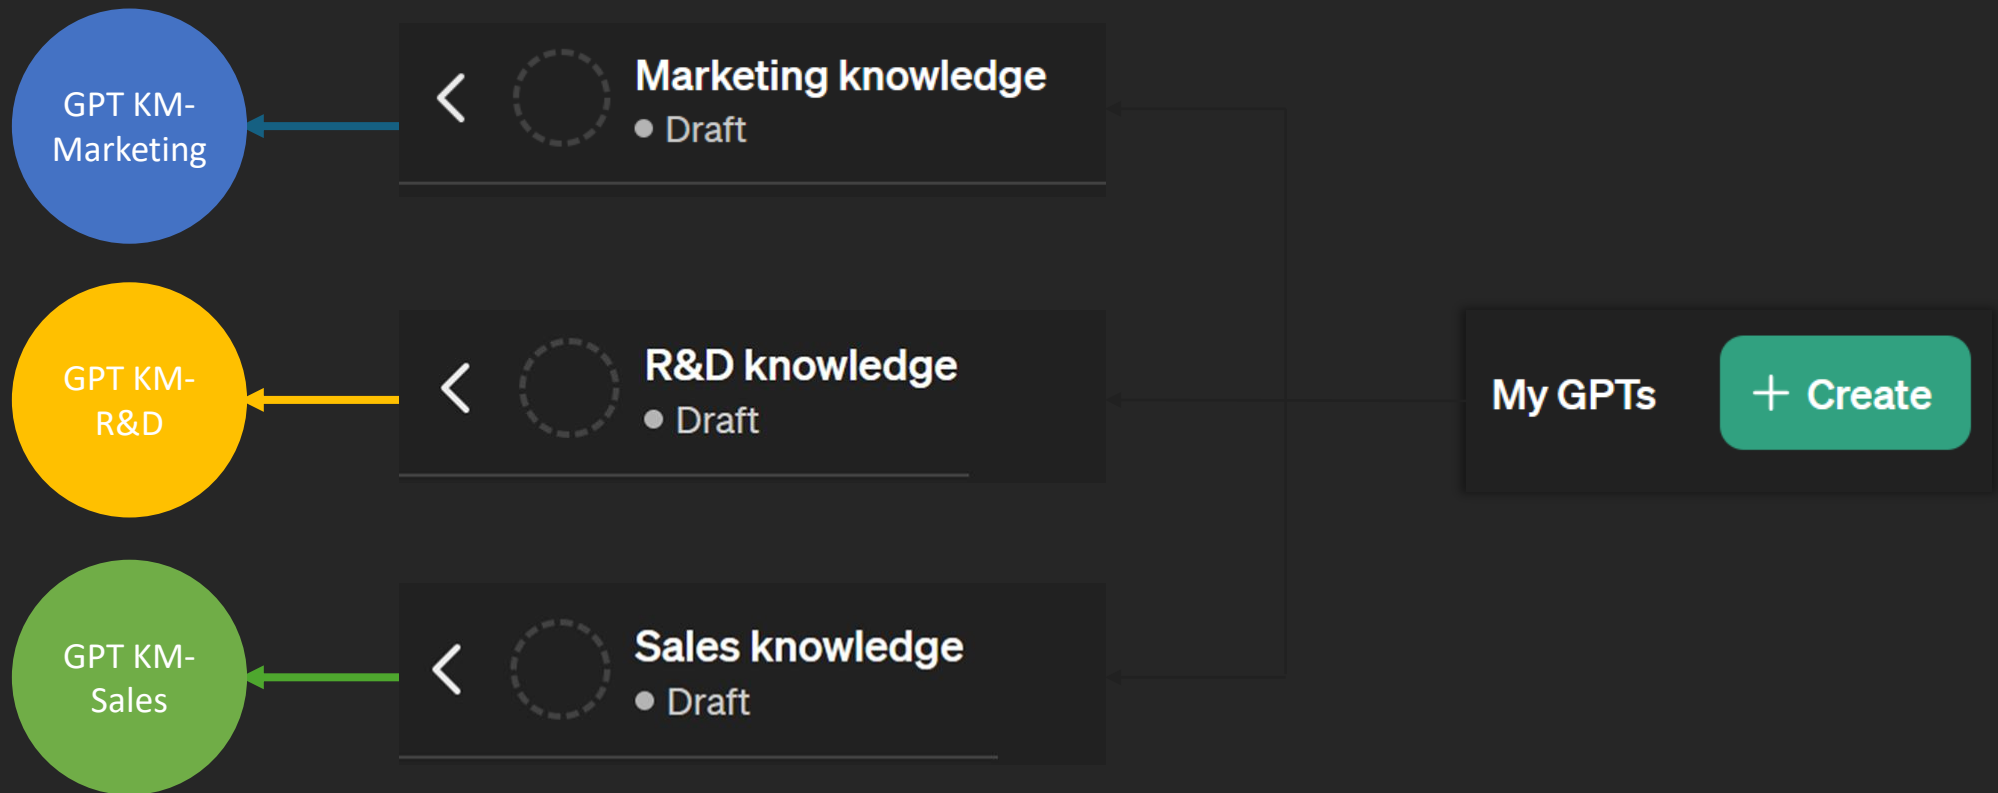 GPT KM-
Marketing
Marketing knowledge
Draft
GPT KM-
R&D
R&D knowledge
Draft
My GPTs
+ Create
GPT KM-
Sales
Sales knowledge
Draft